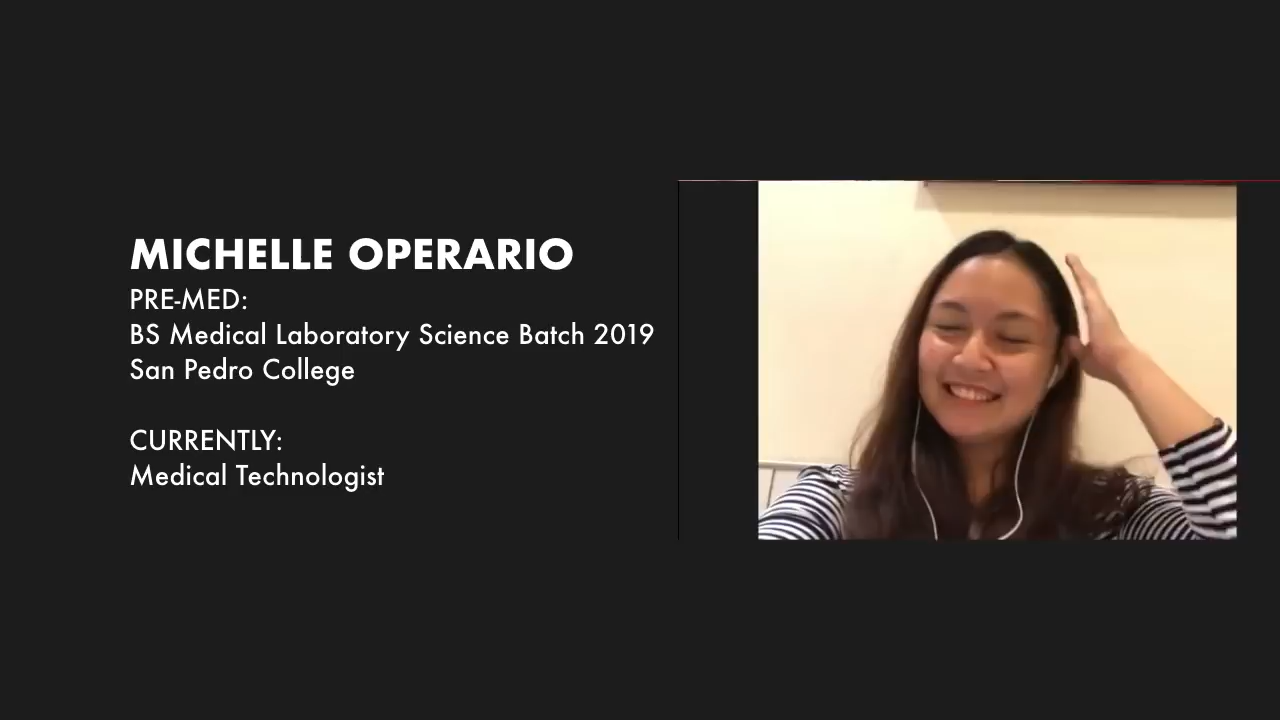 MICHELLE OPERARIO
PRE-MED:
BS Medical Laboratory Science Batch 2019
San Pedro College
CURRENTLY:
Medical Technologist